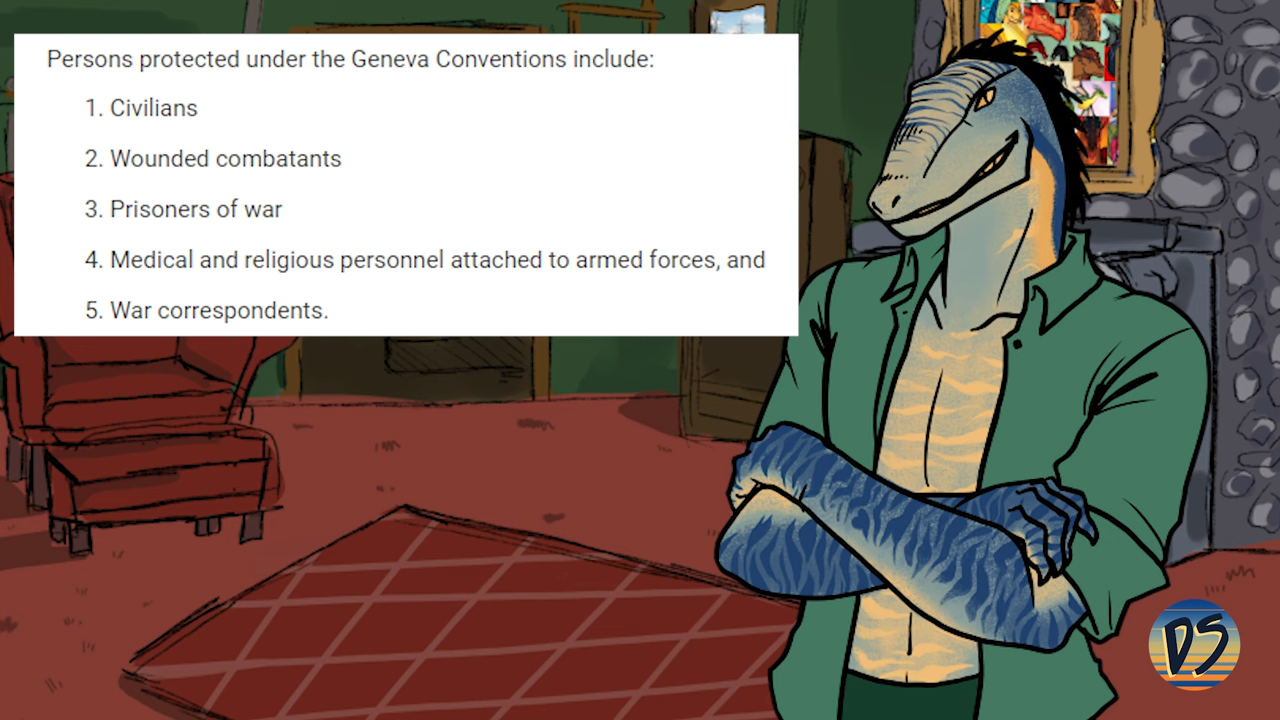 Persons protected under the Geneva Conventions include:
1. Civilians
2. Wounded combatants
3. Prisoners of war
4. Medical and religious personnel attached to armed forces, and
5. War correspondents.
DS